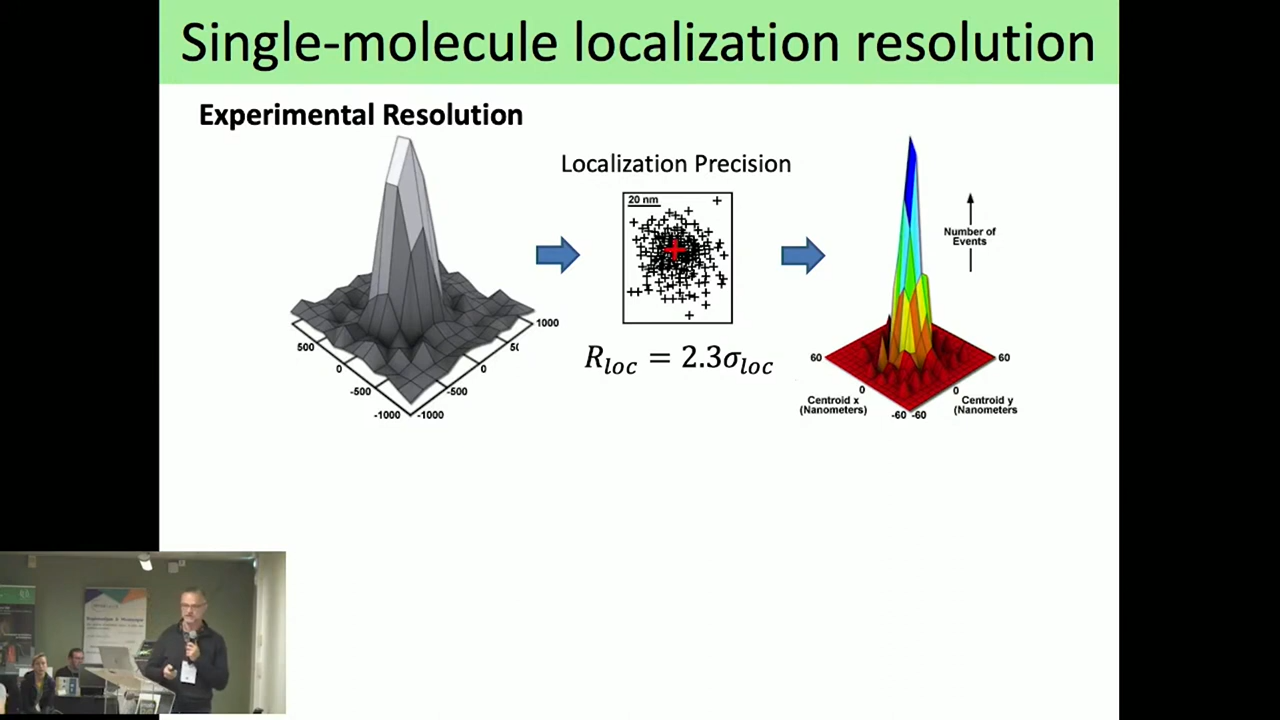 Single-molecule localization resolution
Experimental Resolution
Localization Precision
20 nm
R_loc = 2.3σ_loc
1000
500
0
-500
-1000
-1000
-500
0
5(
Number of
Events
60
0
-60
-60
0
60
Centroid x
(Nanometers)
Centroid y
(Nanometers